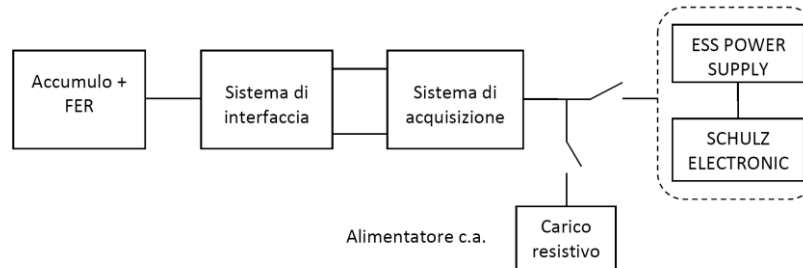 Accumulo +
FER
Sistema di
interfaccia
Sistema di
acquisizione
ESS POWER
SUPPLY
SCHULZ
ELECTRONIC
Alimentatore c.a.
Carico
resistivo